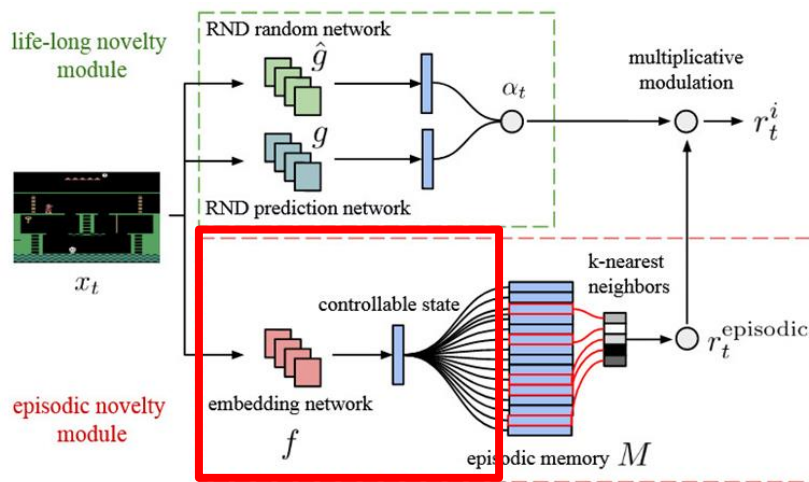 life-long novelty
module
RND random network
ĝ
g
RND prediction network
α_t
multiplicative
modulation
r_t^i
x_t
episodic novelty
module
controllable state
embedding network
f
k-nearest
neighbors
episodic memory M
r_t^episodic